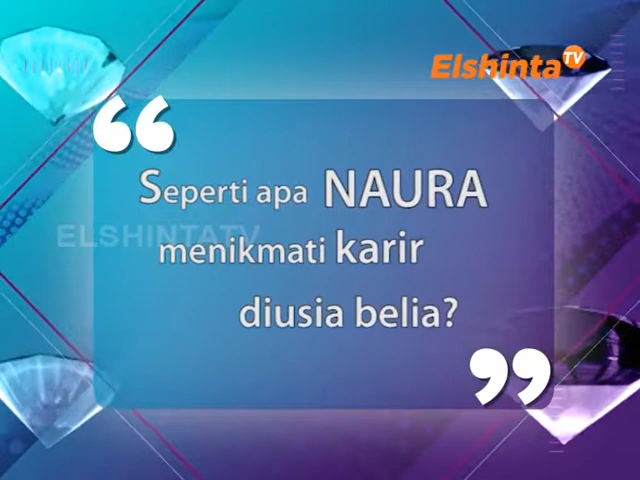 Elshinta TV
“
Seperti apa NAURA
ELSHINTATV
menikmati karir
diusia belia?
”